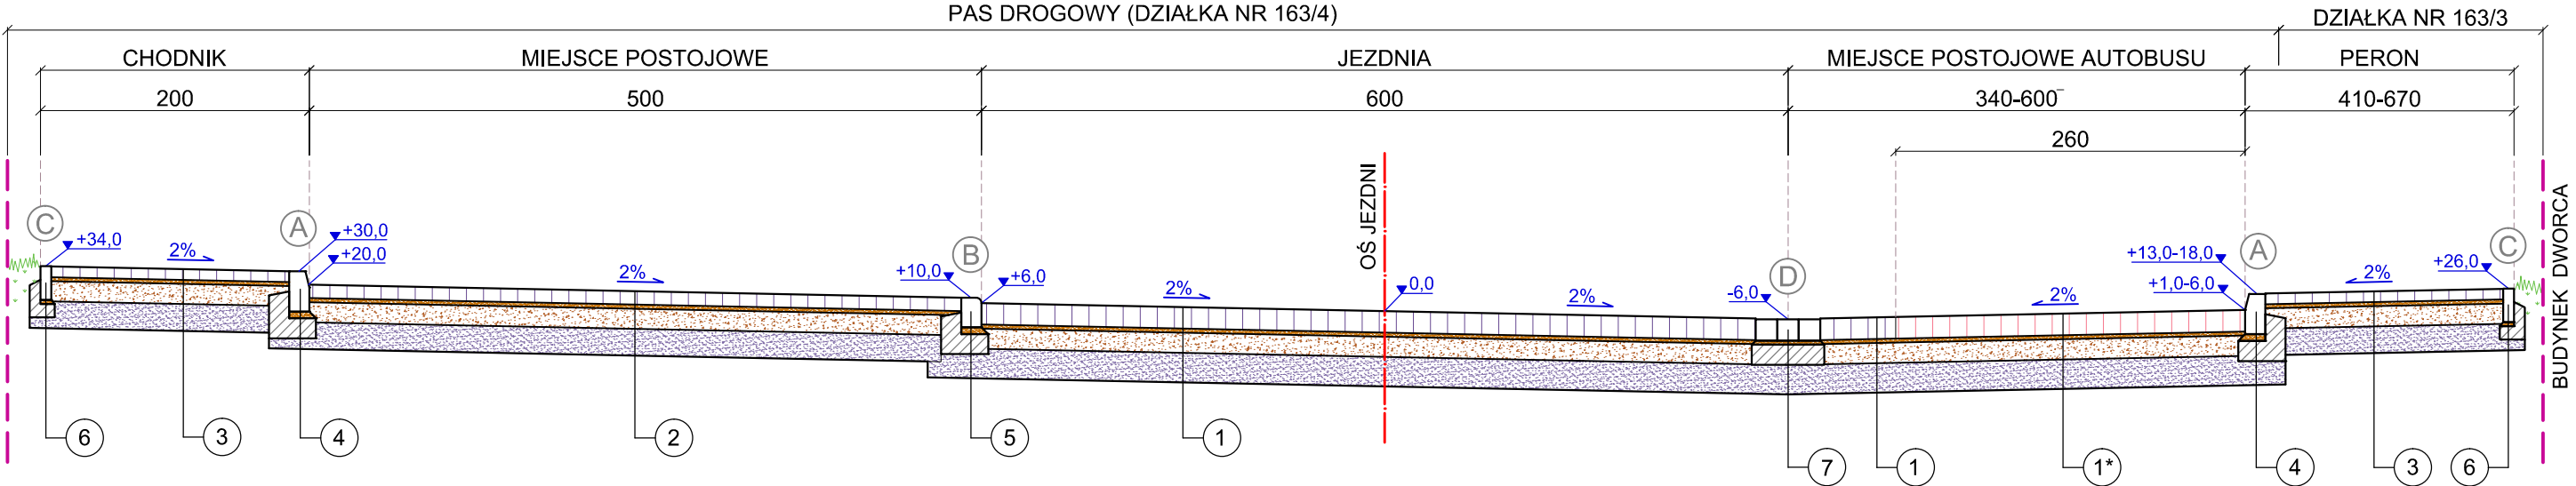 PAS DROGOWY (DZIAŁKA NR 163/4)
DZIAŁKA NR 163/3
CHODNIK
MIEJSCE POSTOJOWE
JEZDNIA
MIEJSCE POSTOJOWE AUTOBUSU
PERON
200
500
600
340-600
410-670
260
OŚ JEZDNI
BUDYNEK DWORCA
C
A
B
D
A
C
+34,0
2%
+30,0
+20,0
2%
+10,0
+6,0
2%
0,0
2%
-6,0
2%
+13,0-18,0
+1,0-6,0
2%
+26,0
6
3
4
2
5
1
7
1
1*
4
3
6